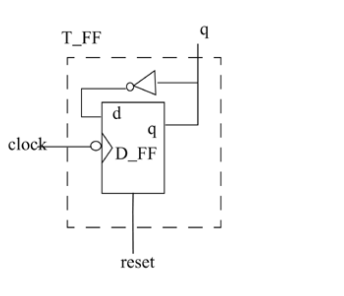 q
T_FF
d
q
clock
D_FF
reset